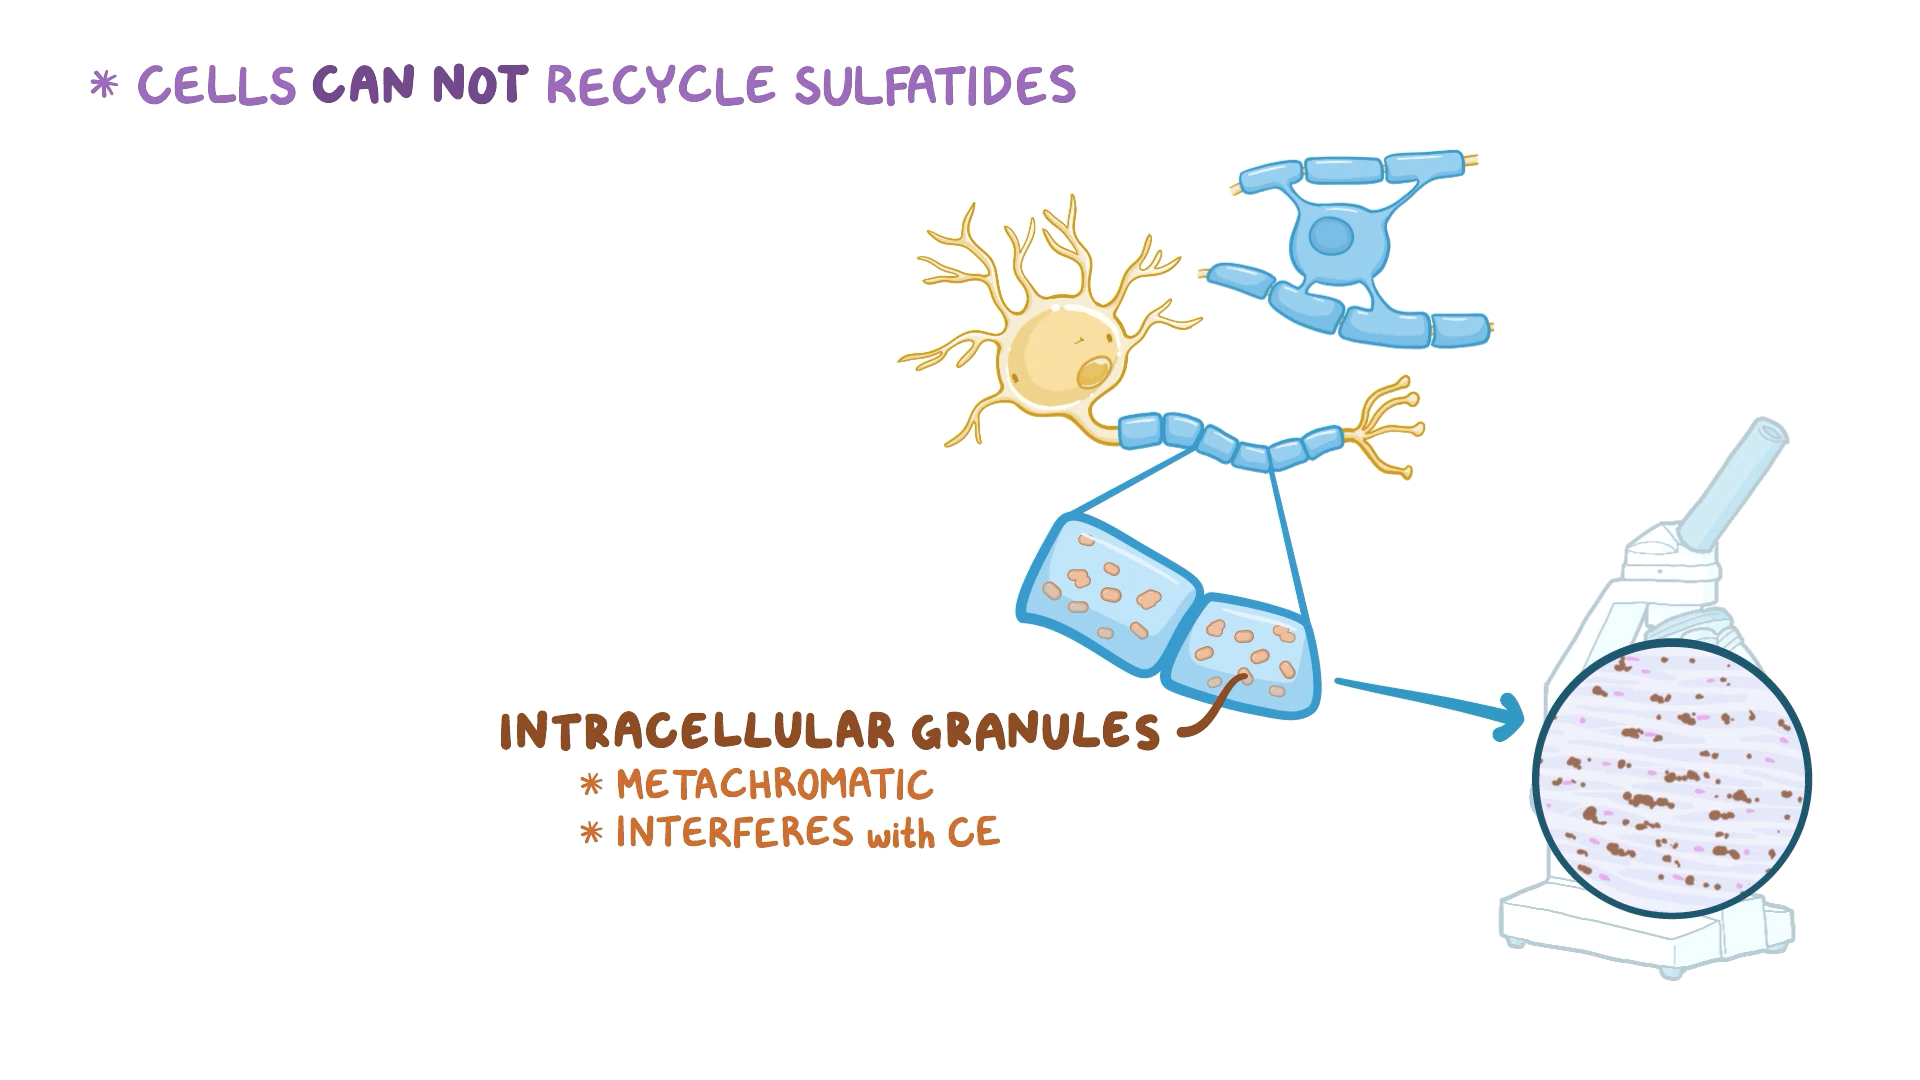 * CELLS CAN NOT RECYCLE SULFATIDES
INTRACELLULAR GRANULES
* METACHROMATIC
* INTERFERES with CE